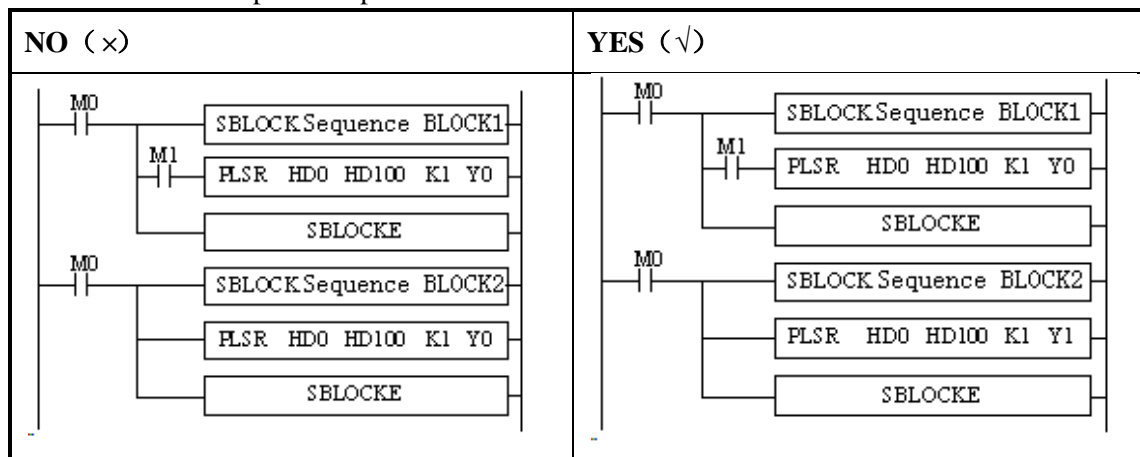 NO（×）
YES（√）
M0
SBLOCK Sequence BLOCK1
M1
PLSR HD0 HD100 K1 Y0
SBLOCKE
M0
SBLOCK Sequence BLOCK2
PLSR HD0 HD100 K1 Y0
SBLOCKE
M0
SBLOCK Sequence BLOCK1
M1
PLSR HD0 HD100 K1 Y0
SBLOCKE
M0
SBLOCK Sequence BLOCK2
PLSR HD0 HD100 K1 Y1
SBLOCKE